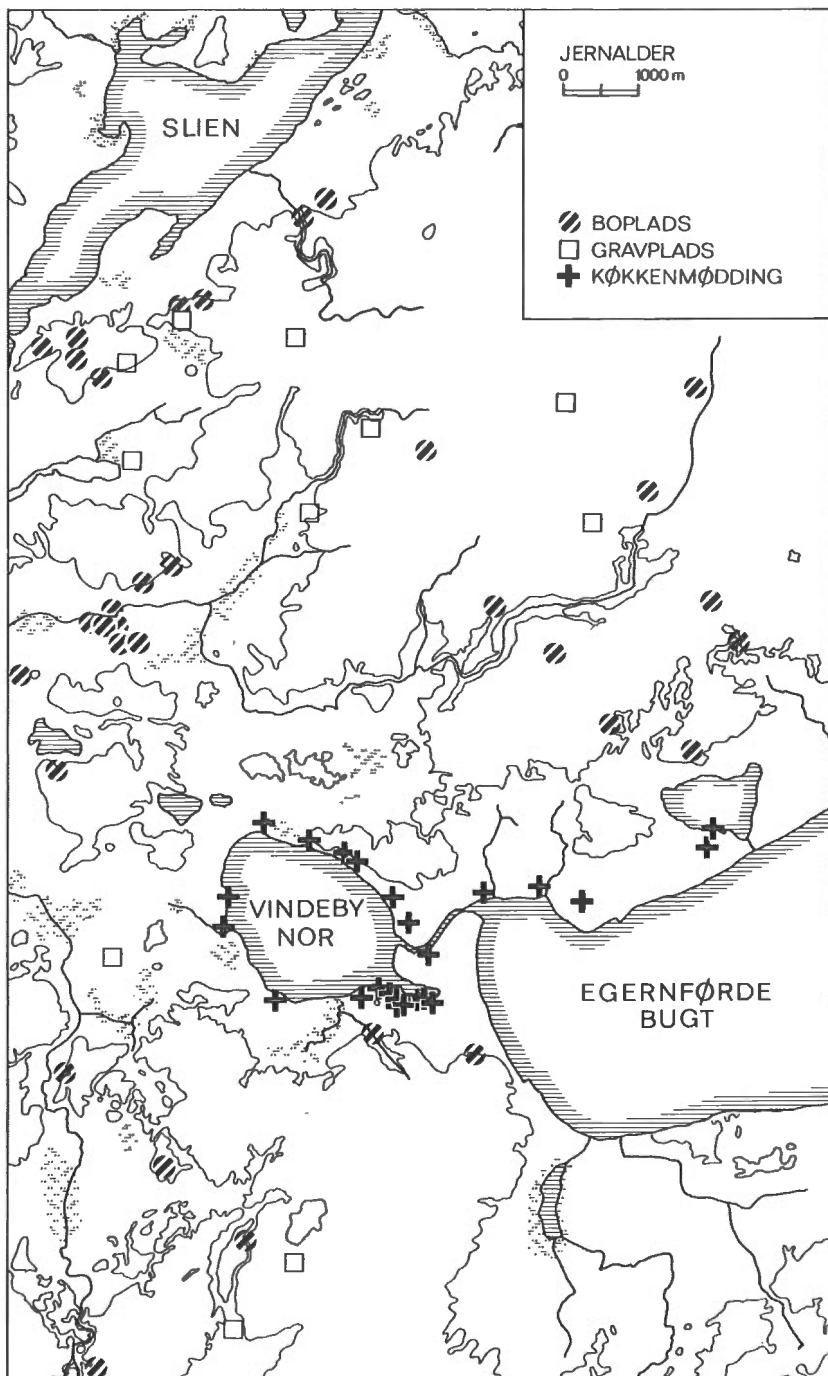 JERNALDER
0 1000 m
BOPLADS
GRAVPLADS
KØKKENMØDDING
SLIEN
VINDEBY
NOR
EGERNFØRDE
BUGT